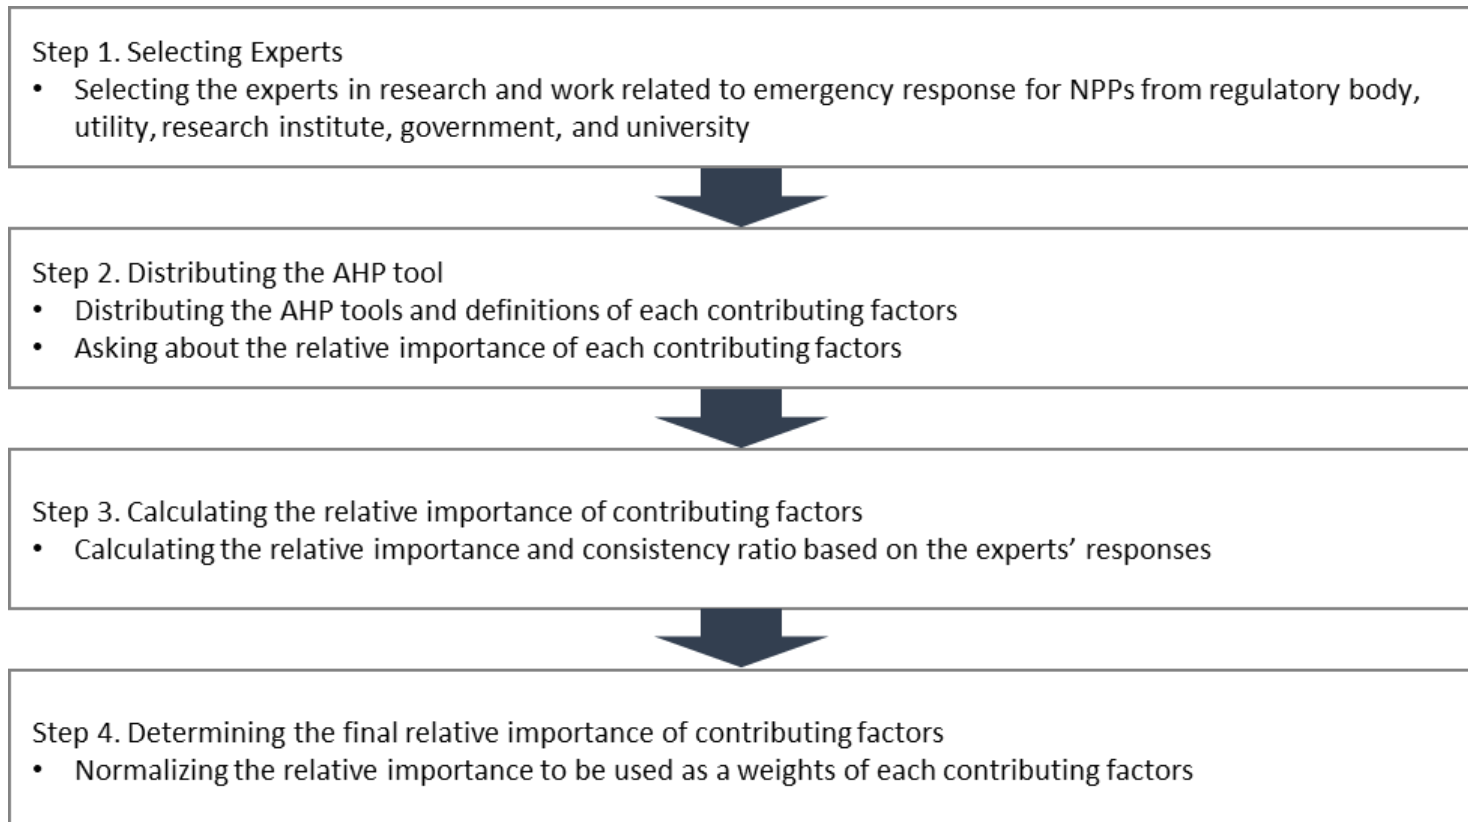 Step 1. Selecting Experts
• Selecting the experts in research and work related to emergency response for NPPs from regulatory body,
utility, research institute, government, and university
Step 2. Distributing the AHP tool
• Distributing the AHP tools and definitions of each contributing factors
• Asking about the relative importance of each contributing factors
Step 3. Calculating the relative importance of contributing factors
• Calculating the relative importance and consistency ratio based on the experts’ responses
Step 4. Determining the final relative importance of contributing factors
• Normalizing the relative importance to be used as a weights of each contributing factors